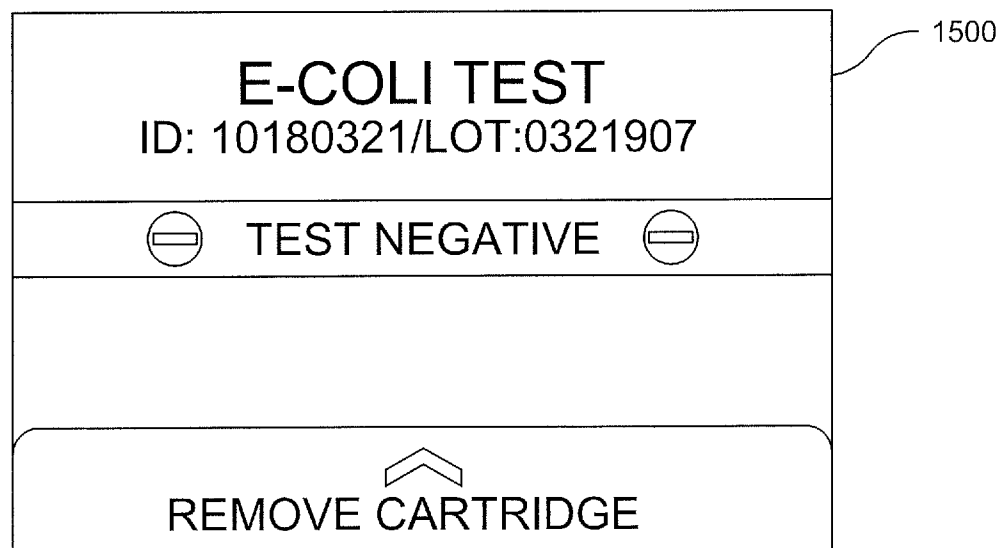 1500
E-COLI TEST
ID: 10180321/LOT:0321907
TEST NEGATIVE
REMOVE CARTRIDGE